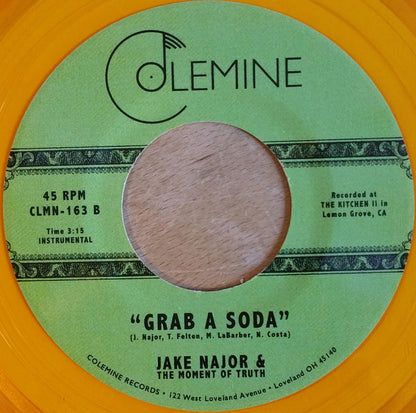 COLEMINE
45 RPM
CLMN-163 B
Time 3:15
INSTRUMENTAL
Recorded at
THE KITCHEN II in
Lemon Grove, CA
"GRAB A SODA"
(J. Najor, T. Felten, M. LaBarber, N. Costa)
JAKE NAJOR &
THE MOMENT OF TRUTH
COLEMINE RECORDS • 122 West Loveland Avenue • Loveland OH 45140